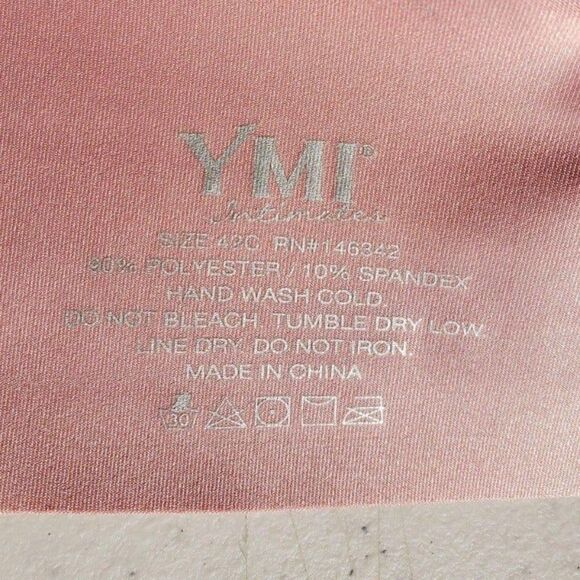 YMI®
Intimates
SIZE 42C RN#146342
90% POLYESTER / 10% SPANDEX
HAND WASH COLD.
DO NOT BLEACH. TUMBLE DRY LOW.
LINE DRY. DO NOT IRON.
MADE IN CHINA
30